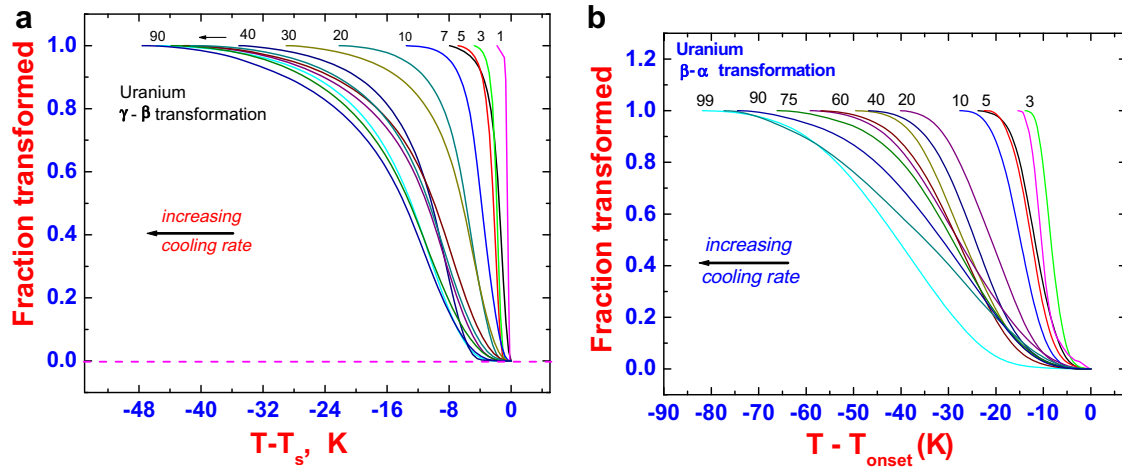 a
90 40 30 20 10 7 5 3 1
Uranium
γ - β transformation
increasing
cooling rate
Fraction transformed
1.0
0.8
0.6
0.4
0.2
0.0
-48 -40 -32 -24 -16 -8 0
T-Ts, K
b
Uranium
β- α transformation
99 90 75 60 40 20 10 5 3
increasing
cooling rate
Fraction transformed
1.2
1.0
0.8
0.6
0.4
0.2
0.0
-90 -80 -70 -60 -50 -40 -30 -20 -10 0
T - Tonset (K)